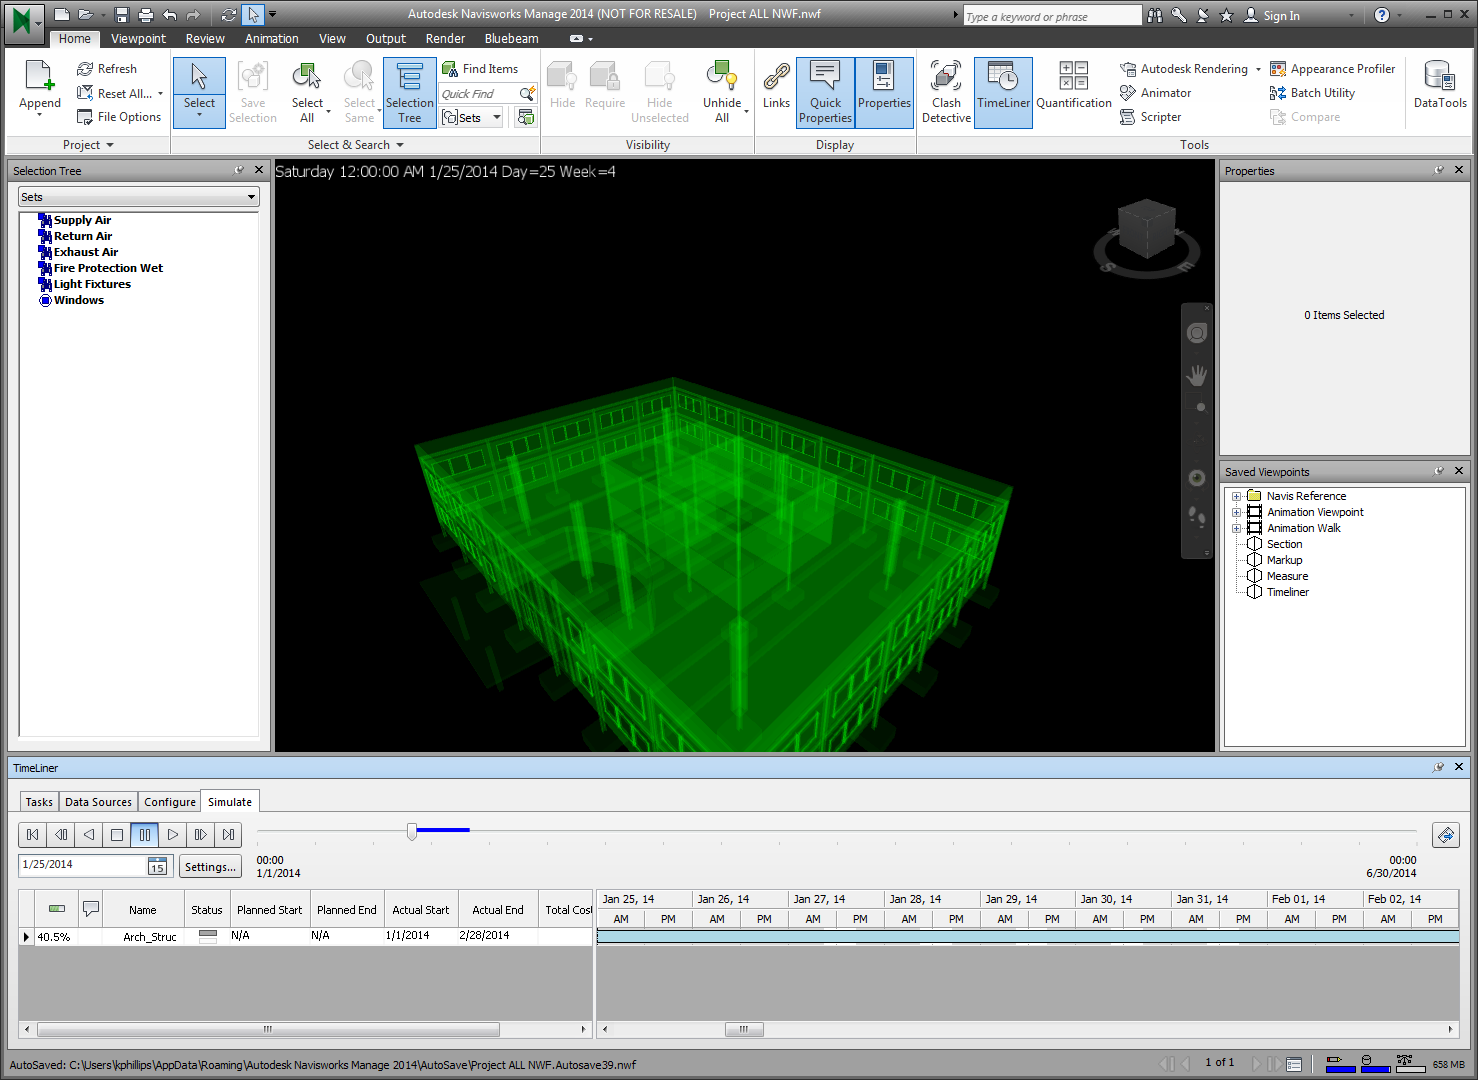 Autodesk Navisworks Manage 2014 (NOT FOR RESALE) Project ALL NWF.nwf
Type a keyword or phrase
Sign In
Home Viewpoint Review Animation View Output Render Bluebeam
Append
Refresh
Reset All...
File Options
Project
Select
Save Selection
Select All
Select Same
Selection Tree
Find Items
Quick Find
Sets
Select & Search
Hide
Require
Hide Unselected
Unhide All
Visibility
Links
Quick Properties
Properties
Display
Clash Detective
TimeLiner
Quantification
Autodesk Rendering
Animator
Scripter
Appearance Profiler
Batch Utility
Compare
Tools
DataTools
Selection Tree
Sets
Supply Air
Return Air
Exhaust Air
Fire Protection Wet
Light Fixtures
Windows
Saturday 12:00:00 AM 1/25/2014 Day=25 Week=4
S
E
Properties
0 Items Selected
Saved Viewpoints
Navis Reference
Animation Viewpoint
Animation Walk
Section
Markup
Measure
Timeliner
TimeLiner
Tasks Data Sources Configure Simulate
1/25/2014
15
Settings...
00:00
1/1/2014
00:00
6/30/2014
Name Status Planned Start Planned End Actual Start Actual End Total Cost
40.5% Arch_Struc N/A N/A 1/1/2014 2/28/2014
Jan 25, 14 Jan 26, 14 Jan 27, 14 Jan 28, 14 Jan 29, 14 Jan 30, 14 Jan 31, 14 Feb 01, 14 Feb 02, 14
AM PM AM PM AM PM AM PM AM PM AM PM AM PM AM PM AM PM
AutoSaved: C:\Users\kphillips\AppData\Roaming\Autodesk Navisworks Manage 2014\AutoSave\Project ALL NWF.Autosave39.nwf
1 of 1
658 MB